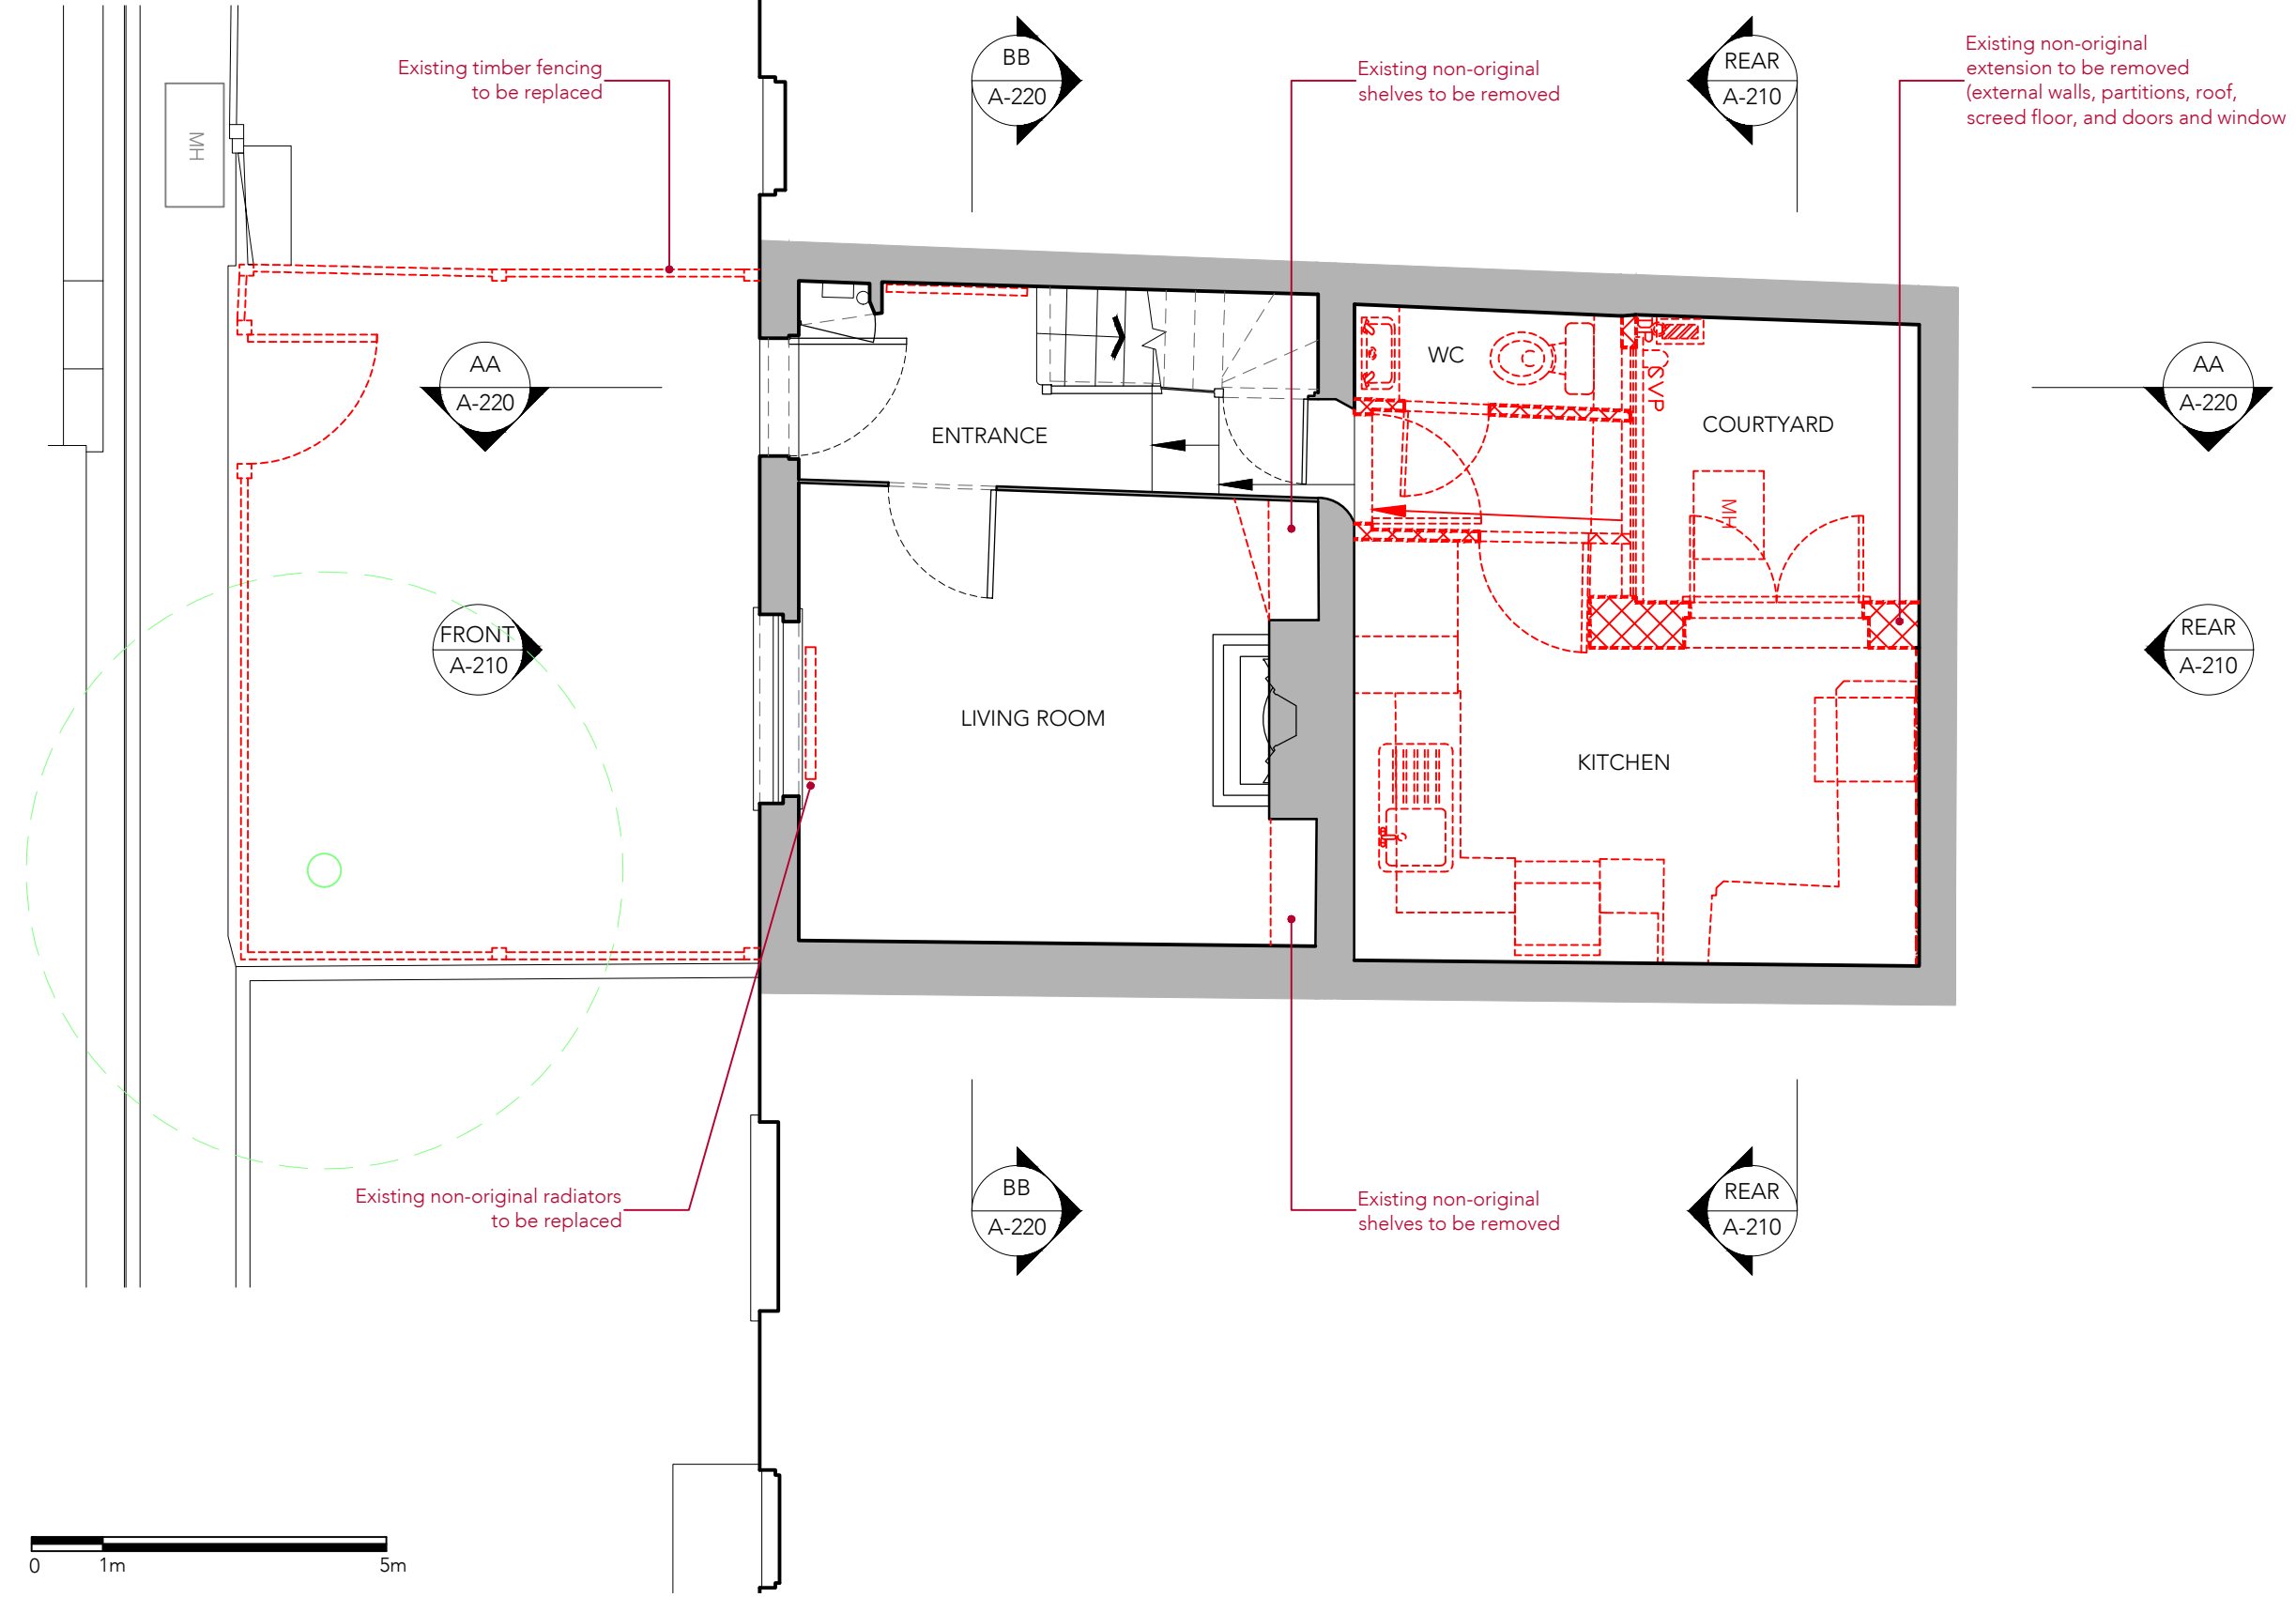 BB
A-220
REAR
A-210
Existing non-original
extension to be removed
(external walls, partitions, roof,
screed floor, and doors and window
Existing timber fencing
to be replaced
Existing non-original
shelves to be removed
MH
AA
A-220
WC
SVP
COURTYARD
AA
A-220
ENTRANCE
MH
FRONT
A-210
REAR
A-210
LIVING ROOM
KITCHEN
Existing non-original radiators
to be replaced
BB
A-220
Existing non-original
shelves to be removed
REAR
A-210
0
1m
5m